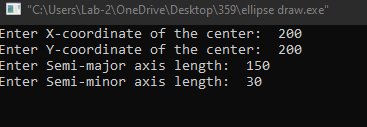 "C:\Users\Lab-2\OneDrive\Desktop\359\ellipse draw.exe"
Enter X-coordinate of the center:  200
Enter Y-coordinate of the center:  200
Enter Semi-major axis length:  150
Enter Semi-minor axis length:  30